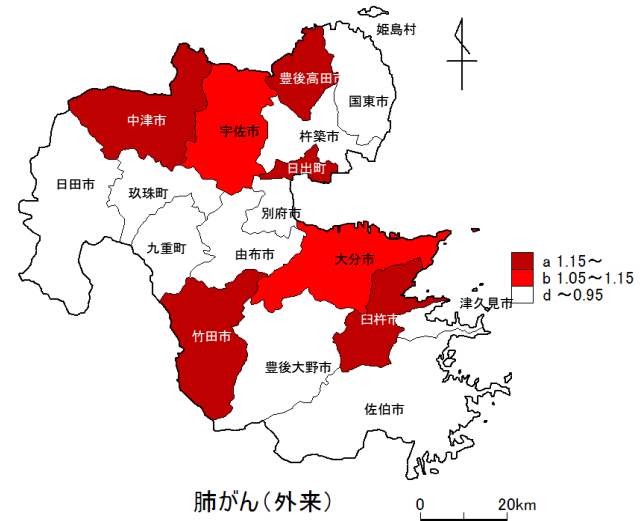 姫島村
豊後高田市
国東市
中津市
宇佐市
杵築市
日出町
日田市
玖珠町
別府市
九重町
由布市
大分市
a 1.15～
b 1.05～1.15
d ～0.95
津久見市
臼杵市
竹田市
豊後大野市
佐伯市
肺がん（外来）
0 20km